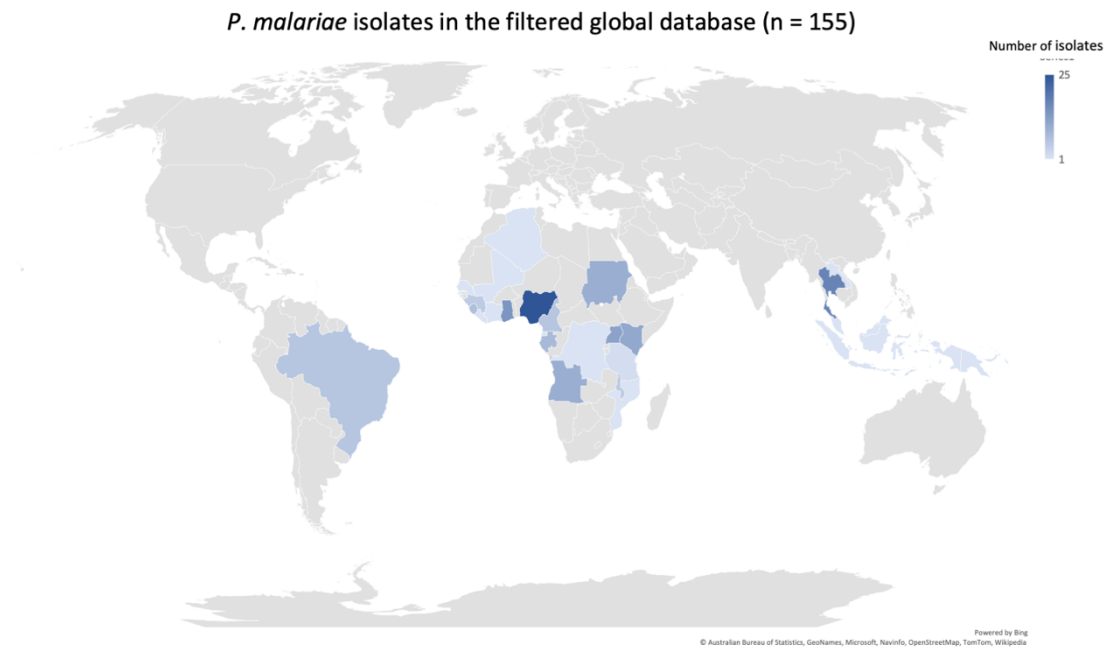 P. malariae isolates in the filtered global database (n = 155)
Number of isolates
25
1
Powered by Bing
© Australian Bureau of Statistics, GeoNames, Microsoft, Navinfo, OpenStreetMap, TomTom, Wikipedia